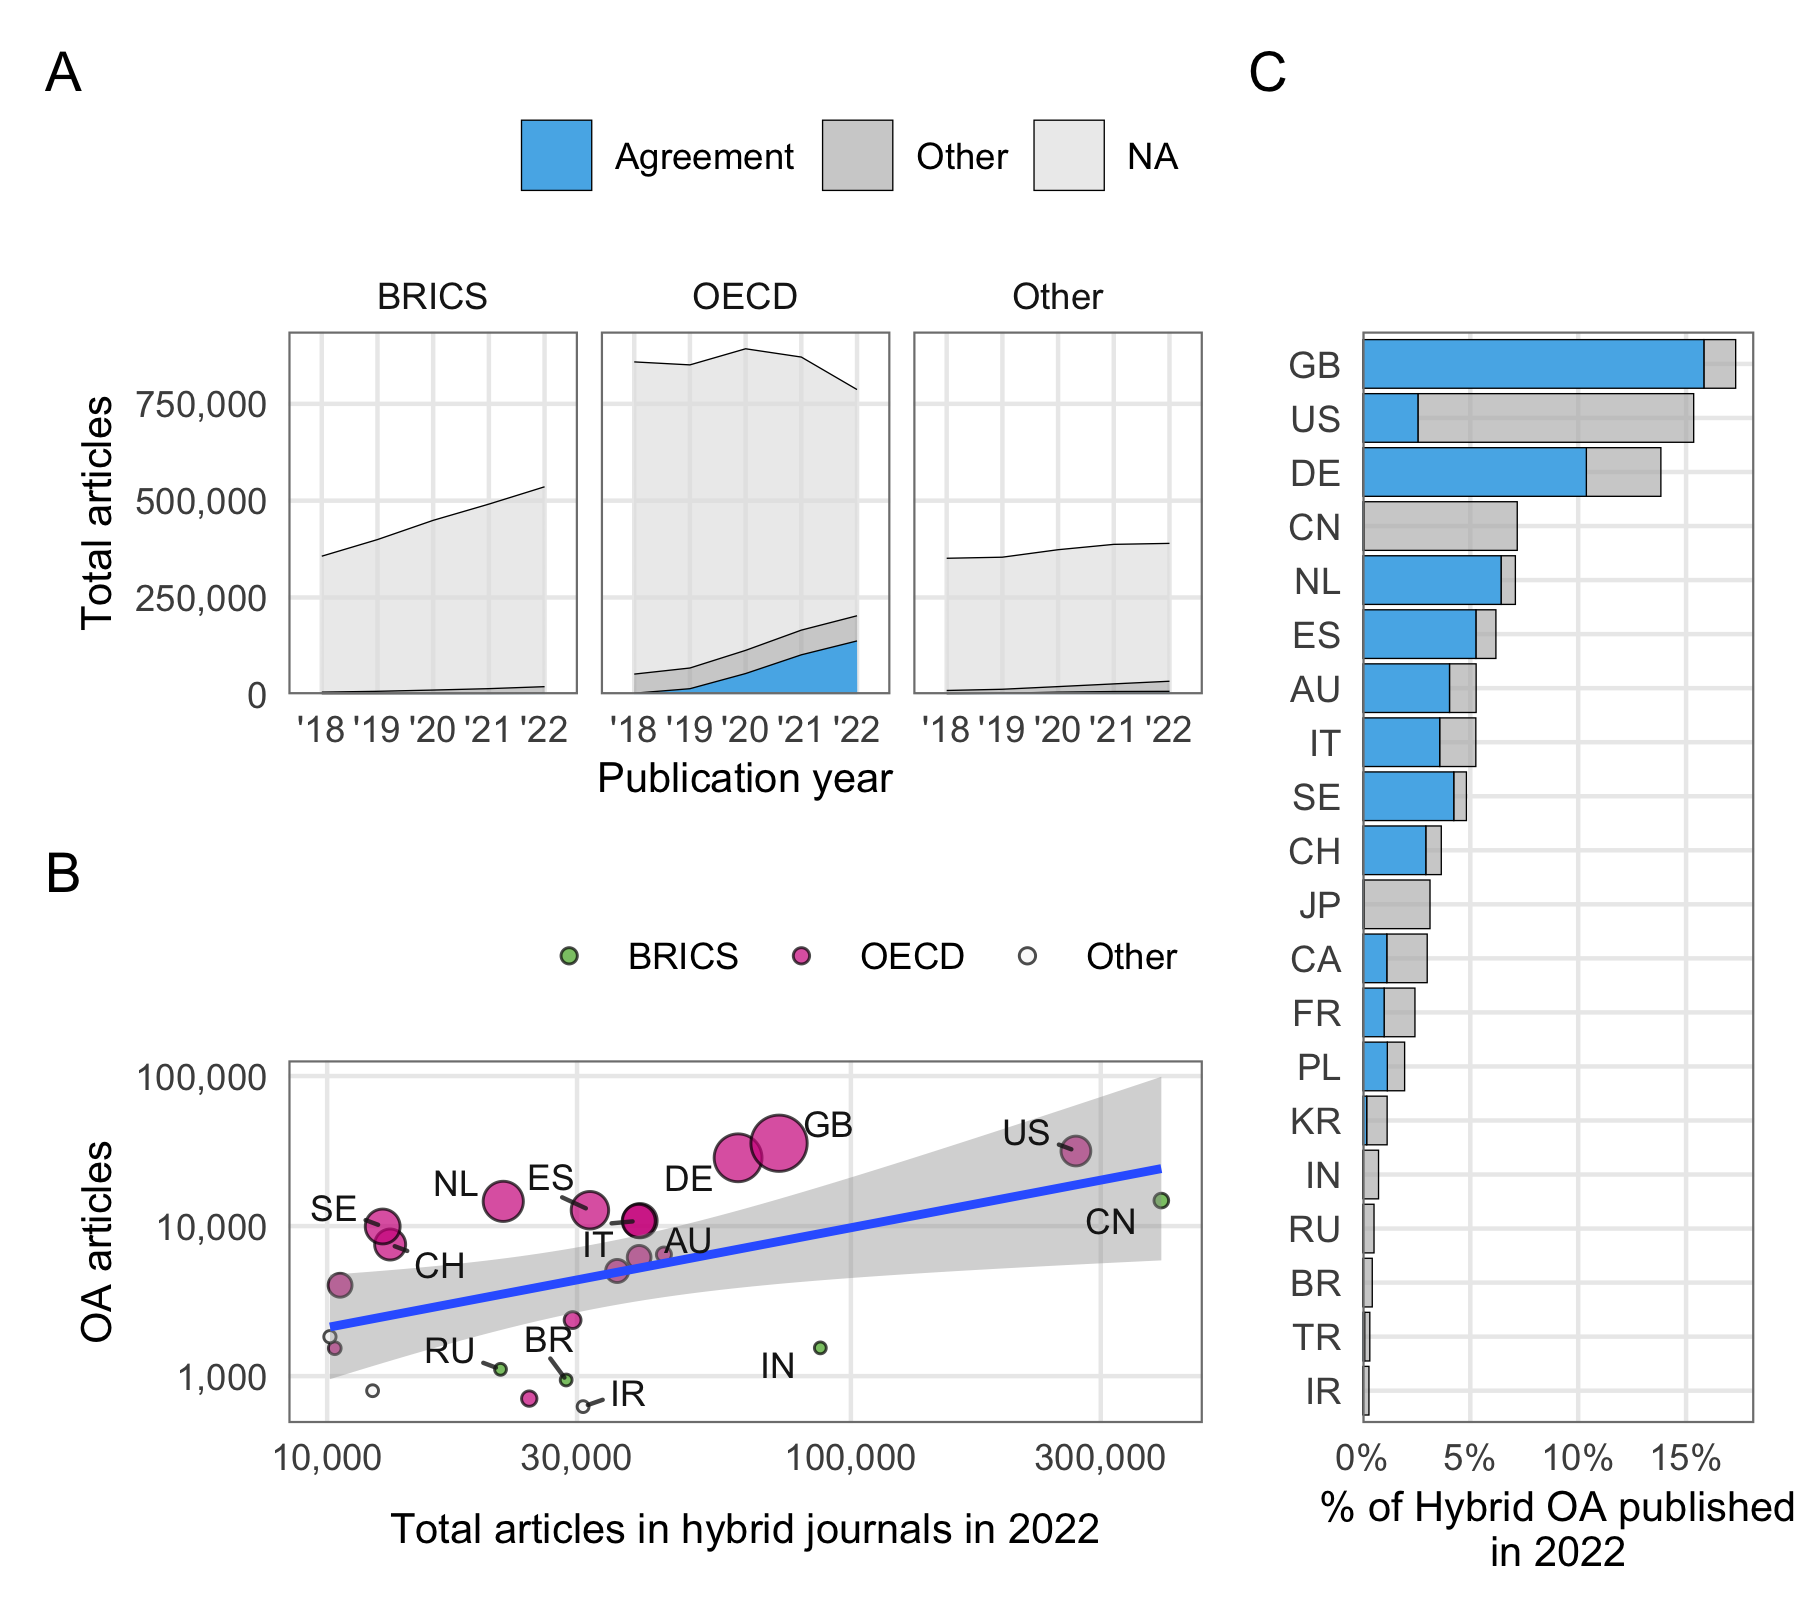 A
Agreement Other NA
BRICS OECD Other
Total articles
750,000
500,000
250,000
0
'18 '19 '20 '21 '22 '18 '19 '20 '21 '22 '18 '19 '20 '21 '22
Publication year
B
BRICS OECD Other
OA articles
100,000
10,000
1,000
GB
US
DE
NL
ES
SE
IT
AU
CN
CH
RU
BR
IN
IR
10,000 30,000 100,000 300,000
Total articles in hybrid journals in 2022
C
GB
US
DE
CN
NL
ES
AU
IT
SE
CH
JP
CA
FR
PL
KR
IN
RU
BR
TR
IR
0% 5% 10% 15%
% of Hybrid OA published
in 2022